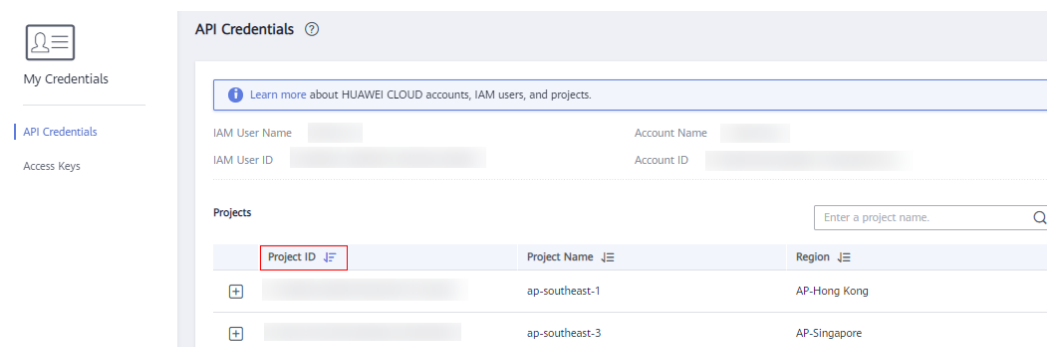 API Credentials ?
My Credentials
API Credentials
Access Keys
i Learn more about HUAWEI CLOUD accounts, IAM users, and projects.
IAM User Name Account Name
IAM User ID Account ID
Projects
Enter a project name.
Project ID Project Name Region
ap-southeast-1 AP-Hong Kong
ap-southeast-3 AP-Singapore